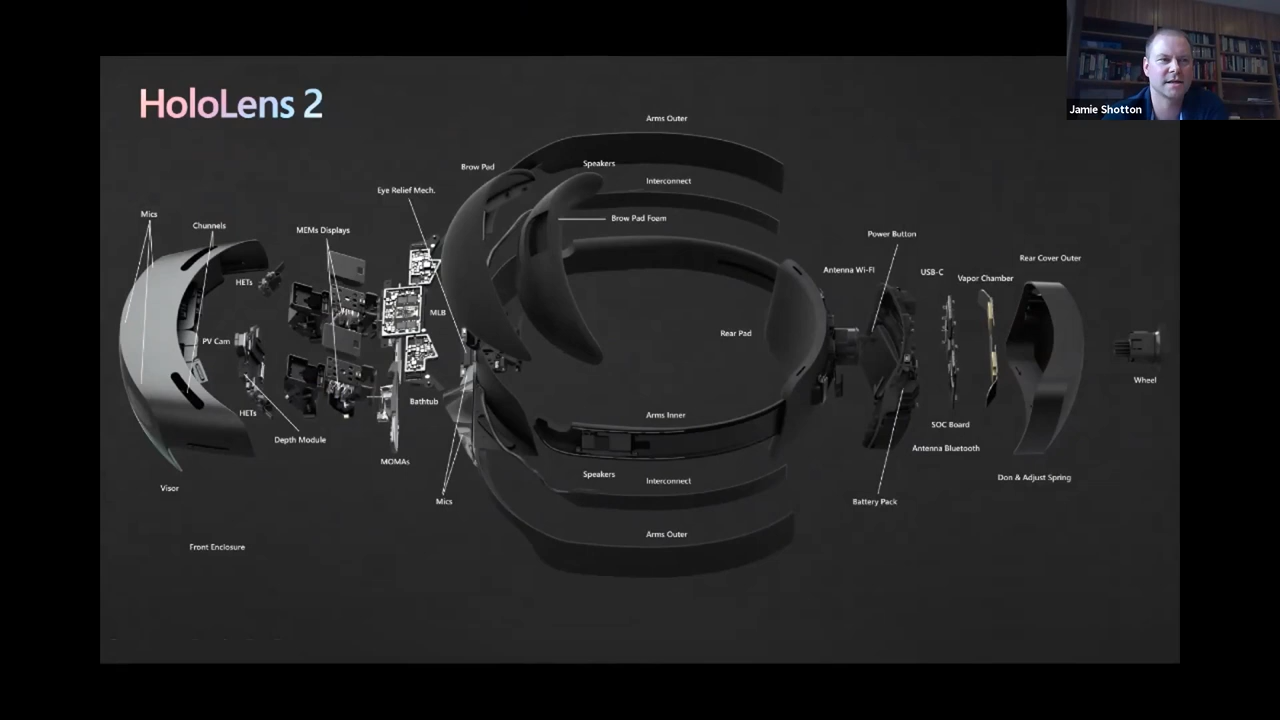 HoloLens 2
Jamie Shotton
Arms Outer
Speakers
Brow Pad
Interconnect
Eye Relief Mech.
Mics
Brow Pad Foam
Channels
MEMs Displays
Power Button
Rear Cover Outer
Antenna Wi-Fi
USB-C
Vapor Chamber
HETs
MLB
Rear Pad
PV Cam
Wheel
Bathtub
HETs
Arms Inner
SOC Board
Depth Module
Antenna Bluetooth
MOMAs
Speakers
Don & Adjust Spring
Interconnect
Visor
Mics
Battery Pack
Arms Outer
Front Enclosure